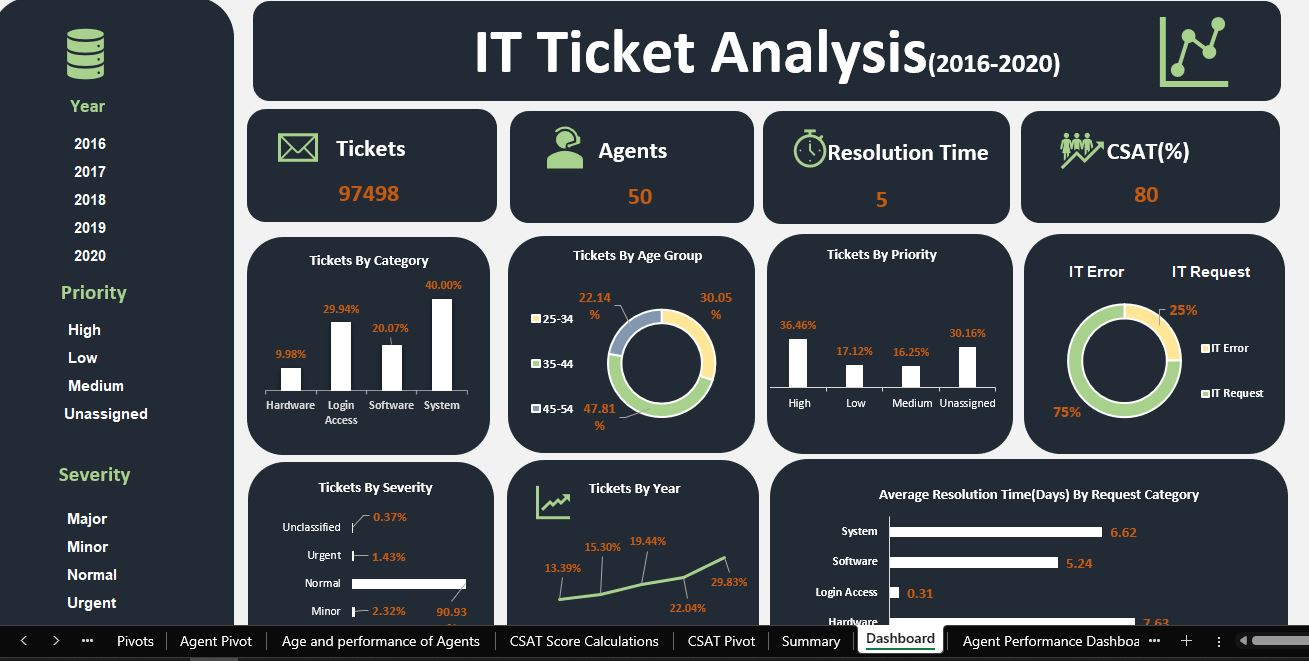 IT Ticket Analysis(2016-2020)
Year
2016
2017
2018
2019
2020
Priority
High
Low
Medium
Unassigned
Severity
Major
Minor
Normal
Urgent
Tickets
97498
Agents
50
Resolution Time
5
CSAT(%)
80
Tickets By Category
40.00%
29.94%
20.07%
9.98%
Hardware Login Software System
Access
Tickets By Age Group
22.14
%
30.05
%
25-34
35-44
45-54
47.81
%
Tickets By Priority
36.46%
17.12%
16.25%
30.16%
High Low Medium Unassigned
IT Error IT Request
25%
IT Error
IT Request
75%
Tickets By Severity
Unclassified 0.37%
Urgent 1.43%
Normal
Minor 2.32% 90.93
Tickets By Year
13.39%
15.30%
19.44%
22.04%
29.83%
Average Resolution Time(Days) By Request Category
System 6.62
Software 5.24
Login Access 0.31
Hardware 7.63
Pivots Agent Pivot Age and performance of Agents CSAT Score Calculations CSAT Pivot Summary Dashboard Agent Performance Dashboa